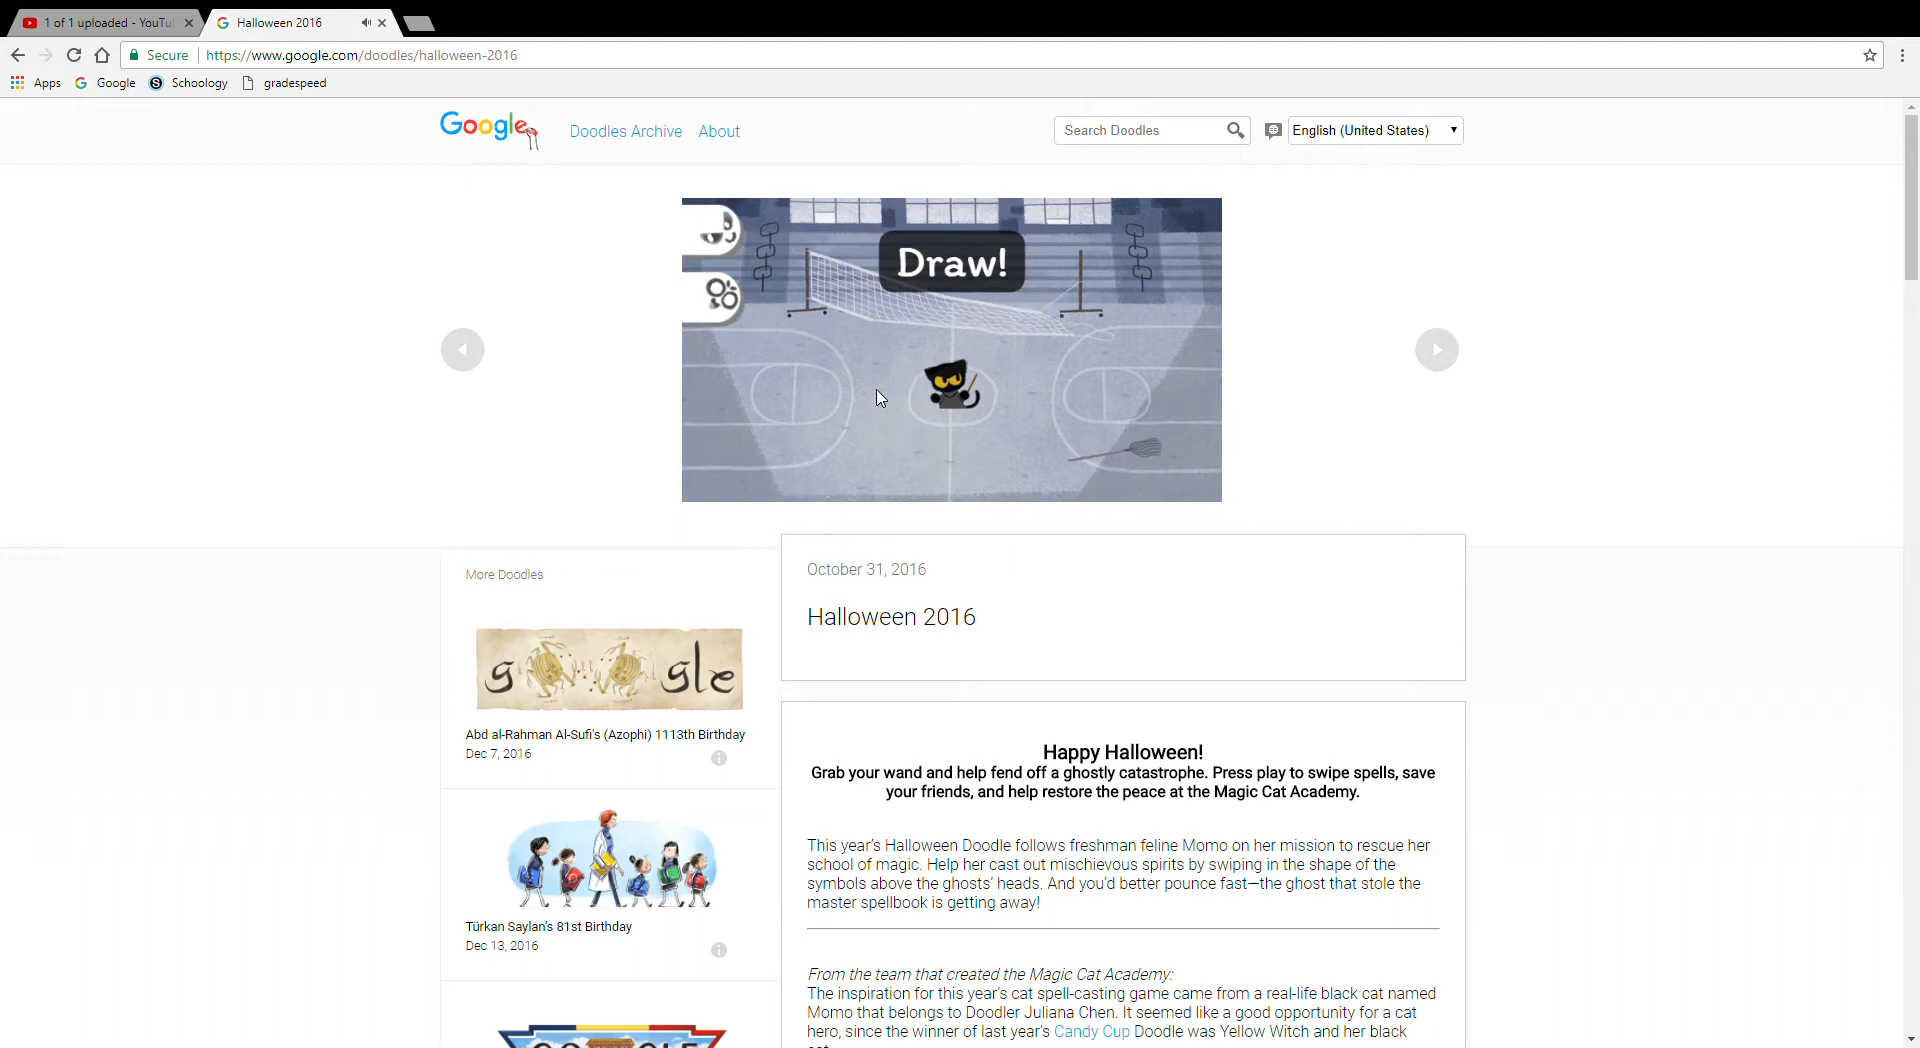 1 of 1 uploaded - YouTu
Halloween 2016
Secure
https://www.google.com/doodles/halloween-2016
Apps
Google
Schoology
gradespeed
Google
Doodles Archive
About
Search Doodles
English (United States)
Draw!
October 31, 2016
Halloween 2016
More Doodles
g gle
Abd al-Rahman Al-Sufi's (Azophi) 1113th Birthday
Dec 7, 2016
Türkan Saylan's 81st Birthday
Dec 13, 2016
Happy Halloween!
Grab your wand and help fend off a ghostly catastrophe. Press play to swipe spells, save
your friends, and help restore the peace at the Magic Cat Academy.
This year's Halloween Doodle follows freshman feline Momo on her mission to rescue her
school of magic. Help her cast out mischievous spirits by swiping in the shape of the
symbols above the ghosts' heads. And you'd better pounce fast—the ghost that stole the
master spellbook is getting away!
From the team that created the Magic Cat Academy:
The inspiration for this year's cat spell-casting game came from a real-life black cat named
Momo that belongs to Doodler Juliana Chen. It seemed like a good opportunity for a cat
hero, since the winner of last year's Candy Cup Doodle was Yellow Witch and her black